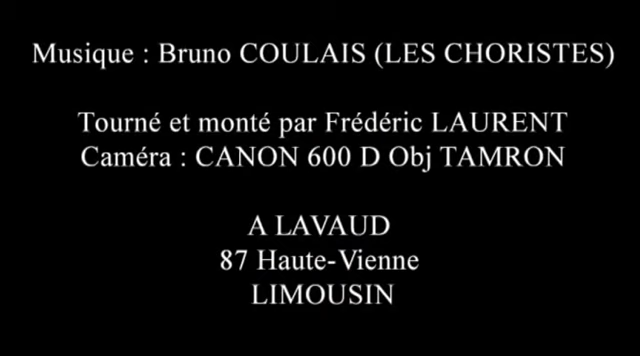 Musique : Bruno COULAIS (LES CHORISTES)
Tourné et monté par Frédéric LAURENT
Caméra : CANON 600 D Obj TAMRON
A LAVAUD
87 Haute-Vienne
LIMOUSIN